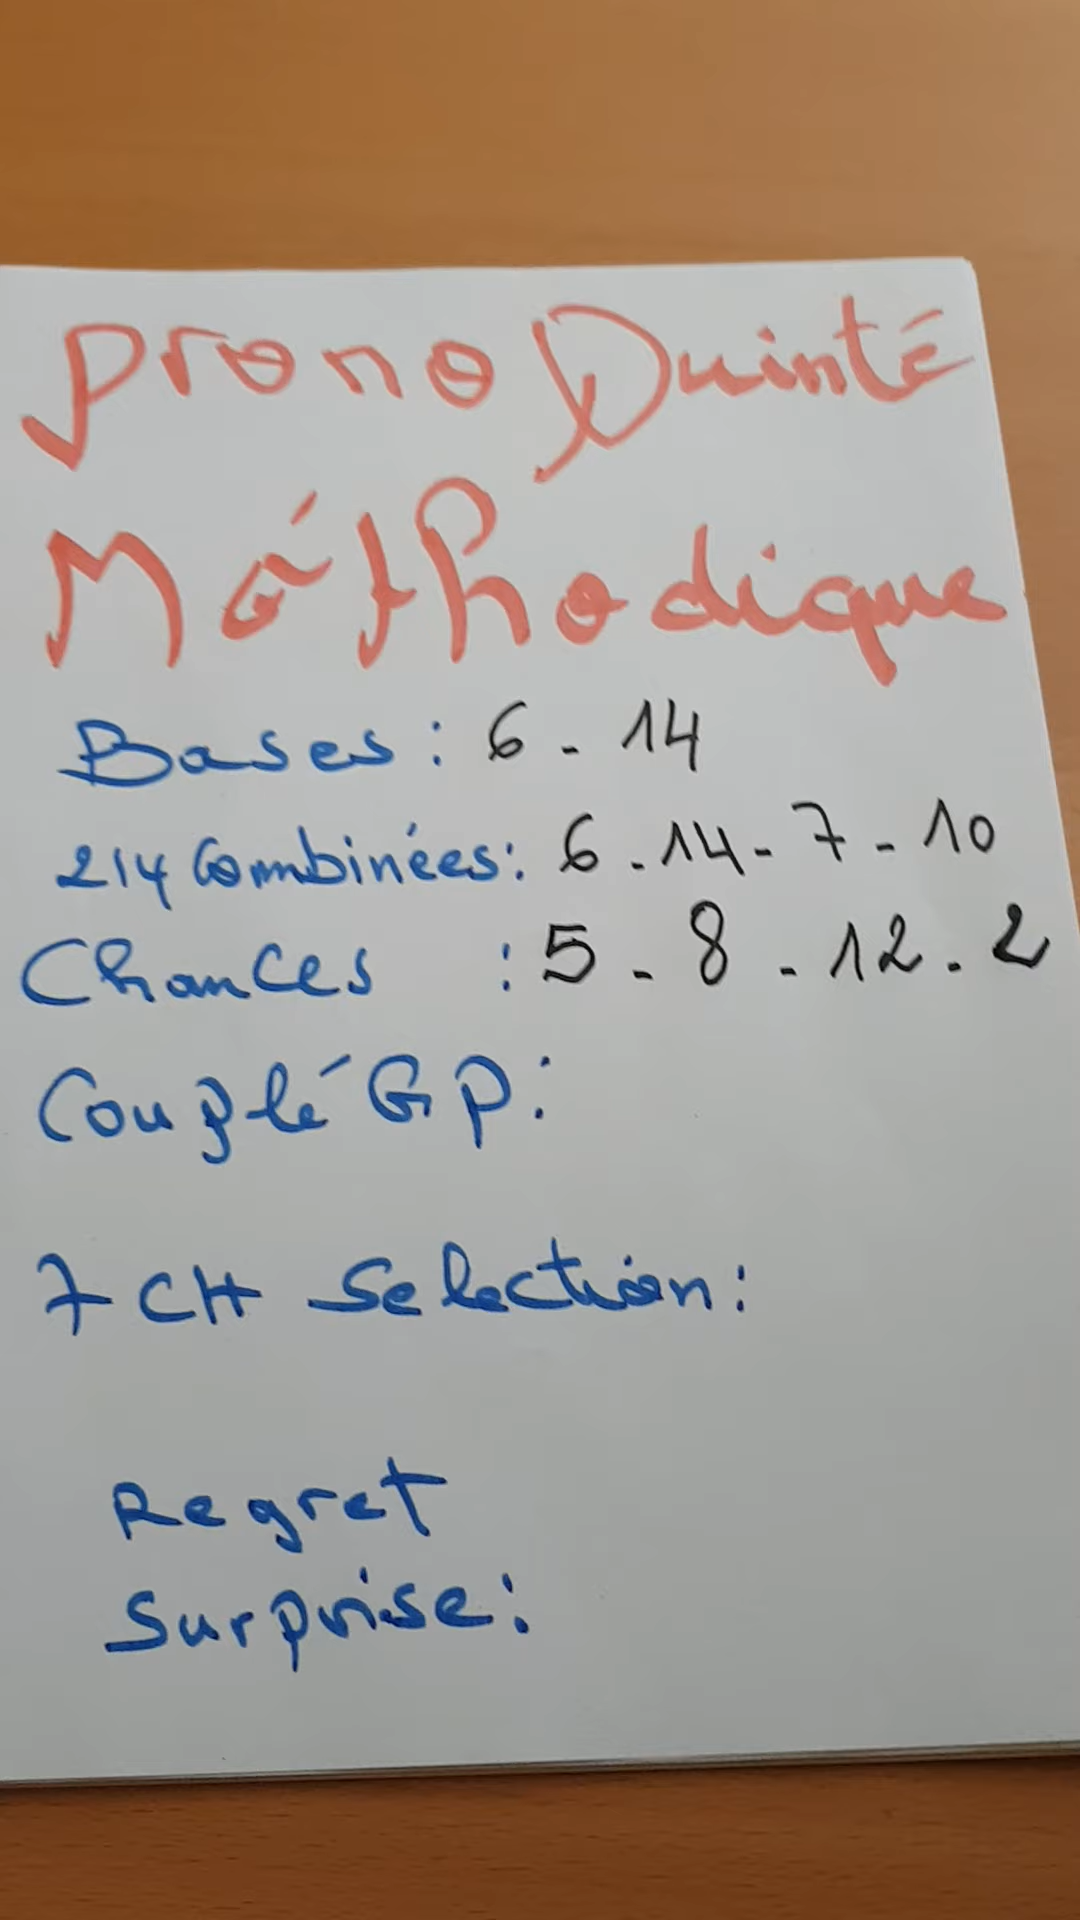 Prono Quinté
Méthodique
Bases : 6 - 14
2/4 Combinées : 6 - 14 - 7 - 10
Chances : 5 - 8 - 12 - 2
Couplé GP :
7 CH Selection :
Regret
Surprise :